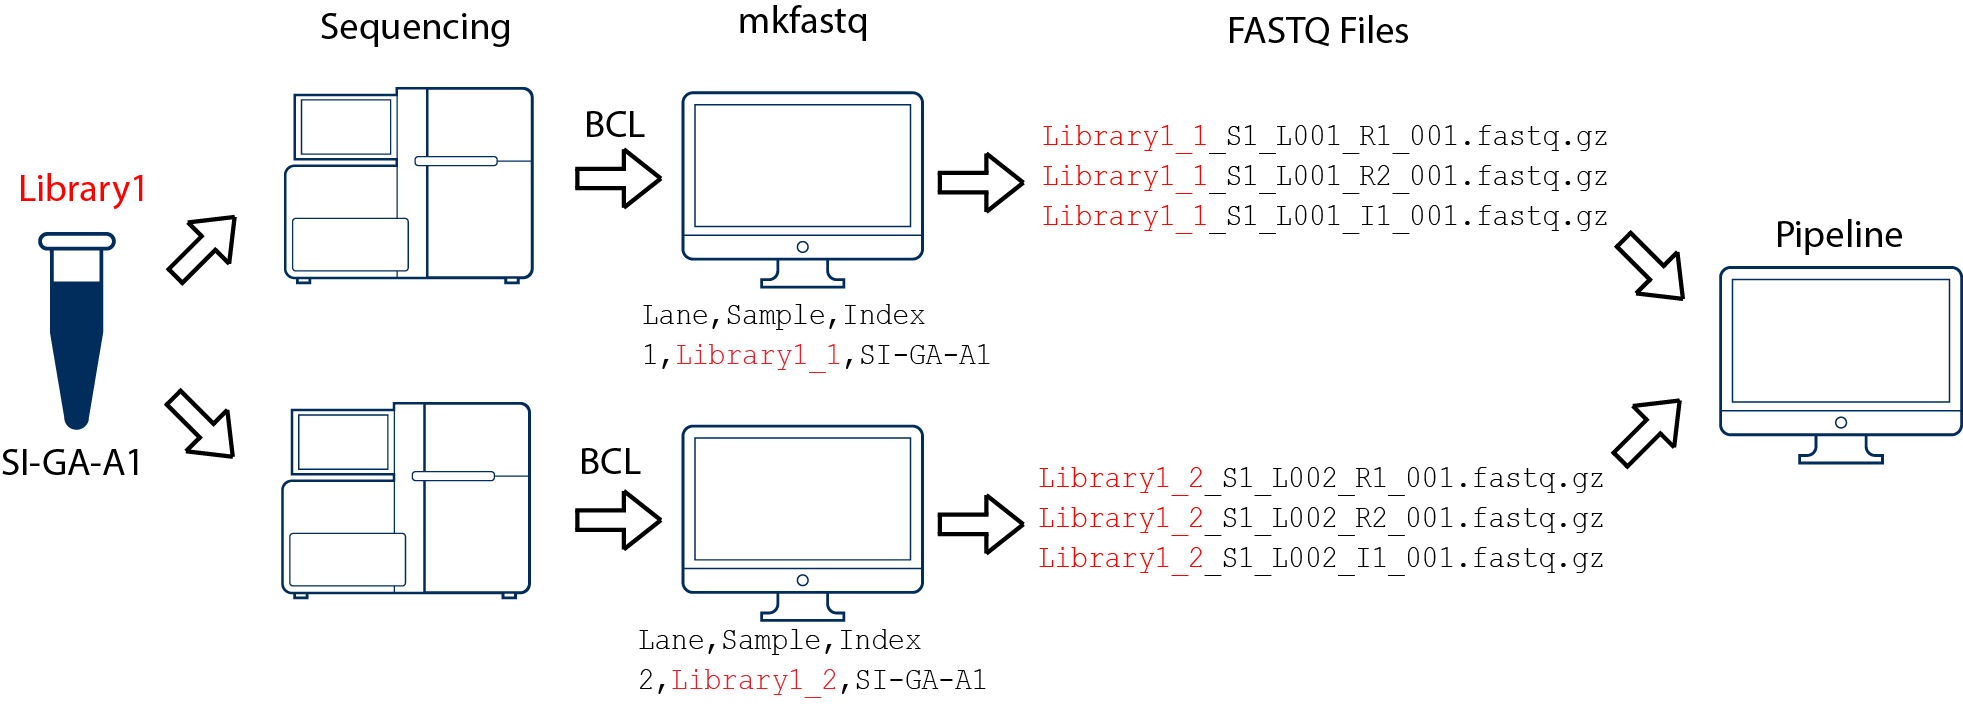 Sequencing
mkfastq
FASTQ Files
Library1
SI-GA-A1
BCL
Lane,Sample,Index
1,Library1_1,SI-GA-A1
Library1_1_S1_L001_R1_001.fastq.gz
Library1_1_S1_L001_R2_001.fastq.gz
Library1_1_S1_L001_I1_001.fastq.gz
BCL
Lane,Sample,Index
2,Library1_2,SI-GA-A1
Library1_2_S1_L002_R1_001.fastq.gz
Library1_2_S1_L002_R2_001.fastq.gz
Library1_2_S1_L002_I1_001.fastq.gz
Pipeline